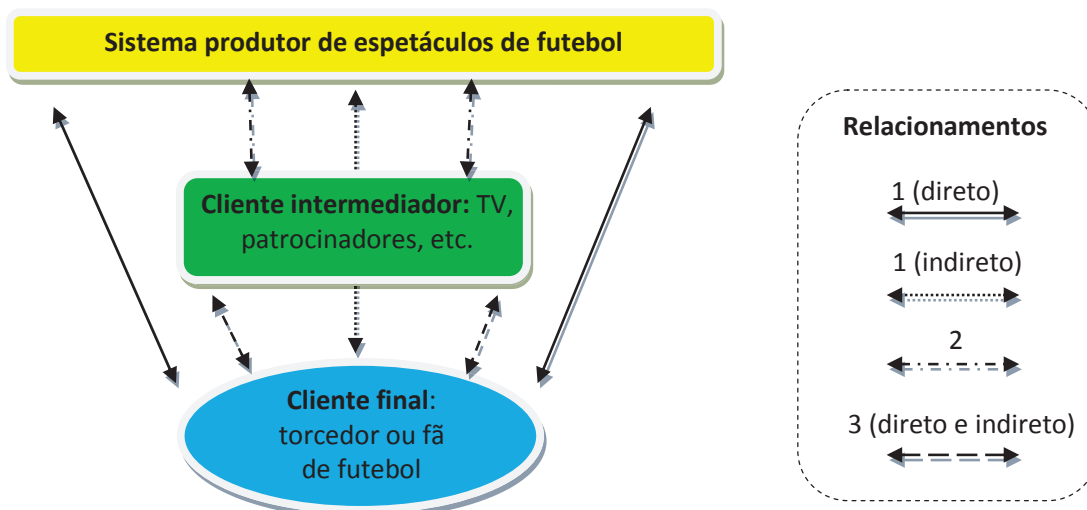 Sistema produtor de espetáculos de futebol
Cliente intermediador: TV,
patrocinadores, etc.
Cliente final:
torcedor ou fã
de futebol
Relacionamentos
1 (direto)
1 (indireto)
2
3 (direto e indireto)